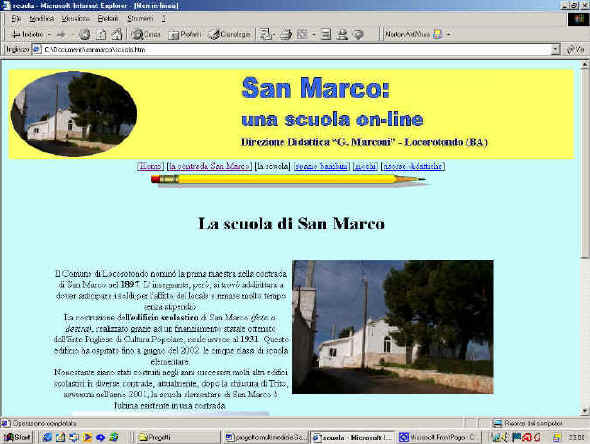 scuola - Microsoft Internet Explorer - [Non in linea]
File Modifica Visualizza Preferiti Strumenti ?
Indietro Cerca Preferiti Cronologia Norton AntiVirus
Indirizzo C:\Documenti\sanmarco\scuola.htm Vai
San Marco:
una scuola on-line
Direzione Didattica "G. Marconi" - Locorotondo (BA)
[Home] [la contrada San Marco] [la scuola] [spazio bambini] [giochi] [risorse didattiche]
La scuola di San Marco
Il Comune di Locorotondo nominò la prima maestra nella contrada
di San Marco nel 1897. L'insegnante, però, si trovò addirittura a
dover anticipare i soldi per l'affitto del locale e rimase molto tempo
senza stipendio.
La costruzione dell'edificio scolastico di San Marco (foto a
destra), realizzato grazie ad un finanziamento statale ottenuto
dall'Ente Pugliese di Cultura Popolare, risale invece al 1931. Questo
edificio ha ospitato fino a giugno del 2002 le cinque classi di scuola
elementare.
Nonostante siano stati costruiti negli anni successivi molti altri edifici
scolastici in diverse contrade, attualmente, dopo la chiusura di Trito,
avvenuta nell'anno 2001, la scuola elementare di San Marco è
l'ultima esistente in una contrada.
Operazione completata Risorse del computer
Start Progetti scuola - Microsoft I... Microsoft FrontPage - C...